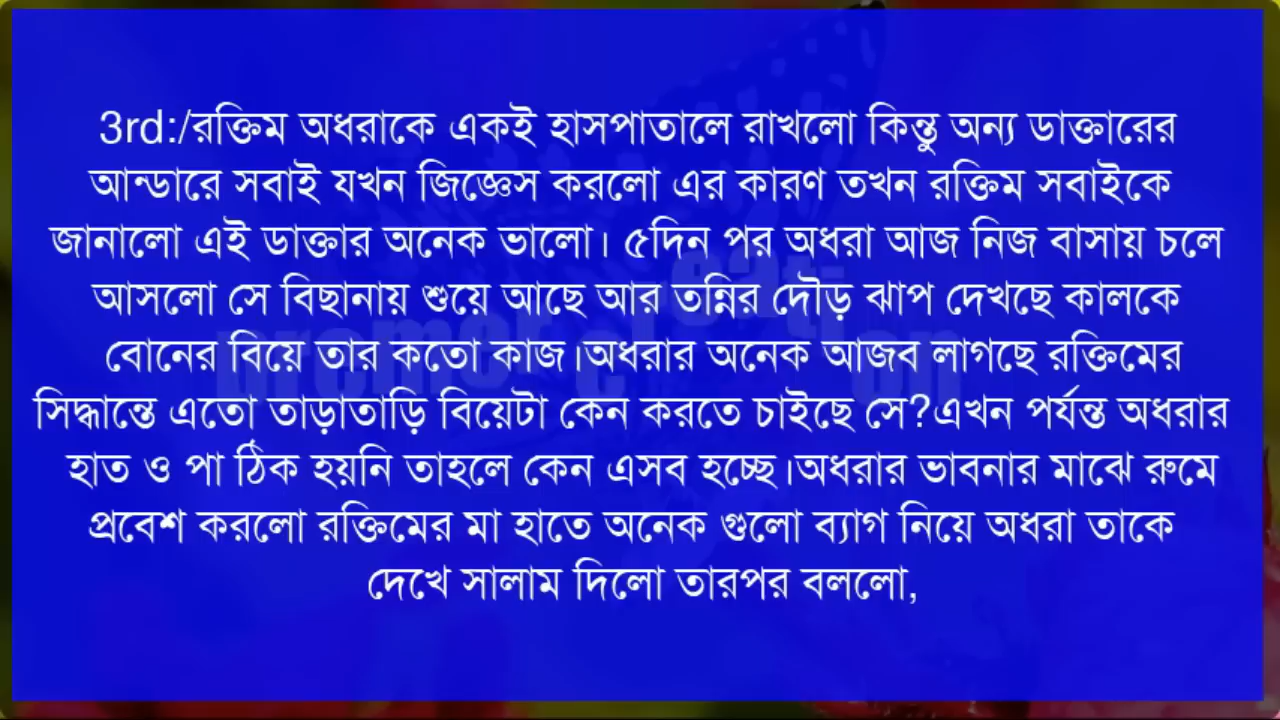 3rd:/রক্তিম অধরাকে একই হাসপাতালে রাখলো কিন্তু অন্য ডাক্তারের
আন্ডারে সবাই যখন জিজ্ঞেস করলো এর কারণ তখন রক্তিম সবাইকে
জানালো এই ডাক্তার অনেক ভালো। ৫দিন পর অধরা আজ নিজ বাসায় চলে
আসলো সে বিছানায় শুয়ে আছে আর তন্নির দৌড় ঝাপ দেখছে কালকে
বোনের বিয়ে তার কতো কাজ।অধরার অনেক আজব লাগছে রক্তিমের
সিদ্ধান্তে এতো তাড়াতাড়ি বিয়েটা কেন করতে চাইছে সে?এখন পর্যন্ত অধরার
হাত ও পা ঠিক হয়নি তাহলে কেন এসব হচ্ছে।অধরার ভাবনার মাঝে রুমে
প্রবেশ করলো রক্তিমের মা হাতে অনেক গুলো ব্যাগ নিয়ে অধরা তাকে
দেখে সালাম দিলো তারপর বললো,